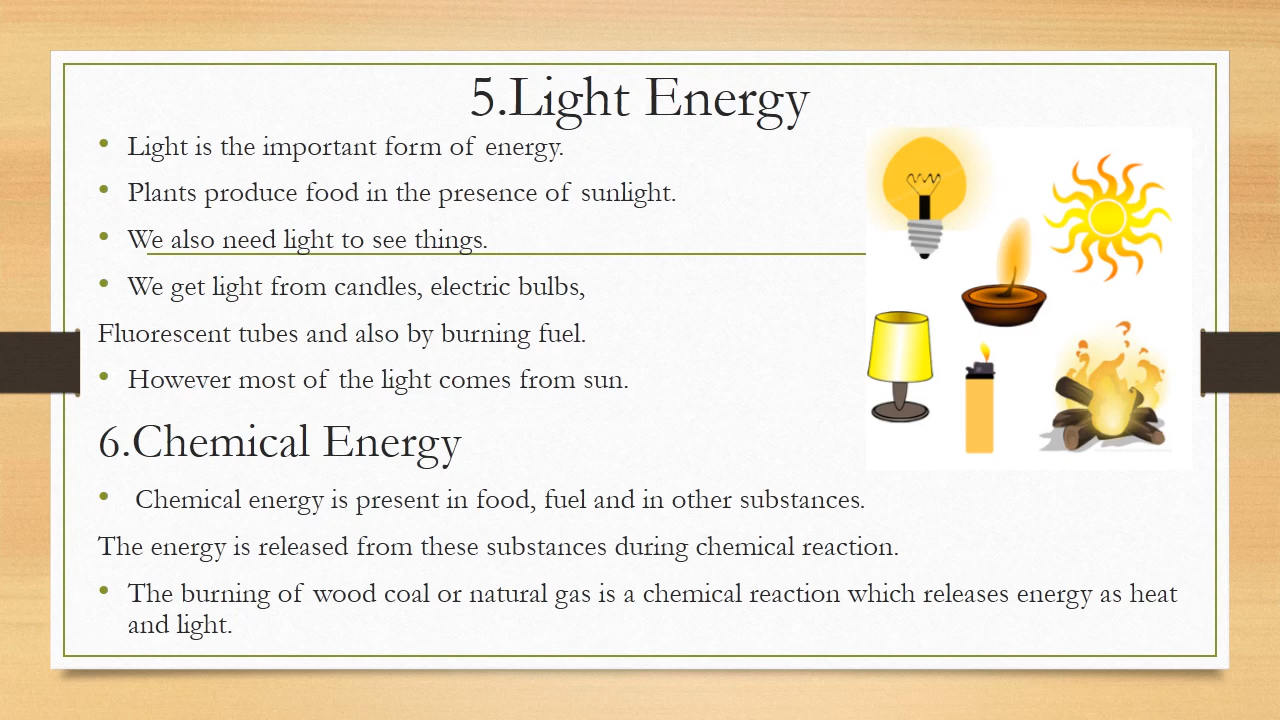 5.Light Energy
• Light is the important form of energy.
• Plants produce food in the presence of sunlight.
• We also need light to see things.
• We get light from candles, electric bulbs,
Fluorescent tubes and also by burning fuel.
• However most of the light comes from sun.
6.Chemical Energy
• Chemical energy is present in food, fuel and in other substances.
The energy is released from these substances during chemical reaction.
• The burning of wood coal or natural gas is a chemical reaction which releases energy as heat
and light.